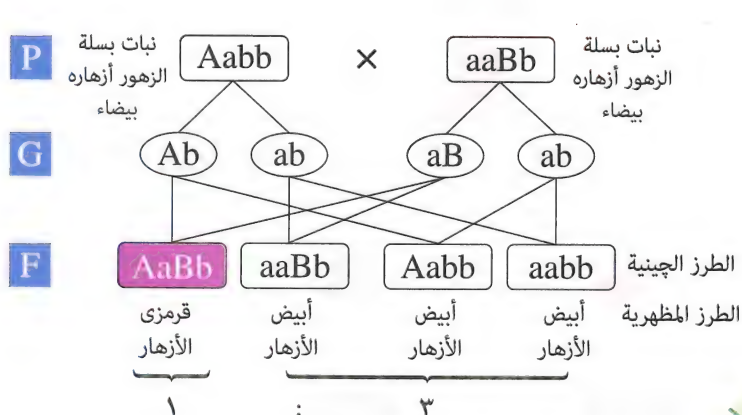 P
نبات بسلة
الزهور أزهاره
بيضاء
Aabb
×
aaBb
نبات بسلة
الزهور أزهاره
بيضاء
G
Ab
ab
aB
ab
F
AaBb
aaBb
Aabb
aabb
الطرز الچينية
قرمزى
الأزهار
أبيض
الأزهار
أبيض
الأزهار
أبيض
الأزهار
الطرز المظهرية
١ : ٣